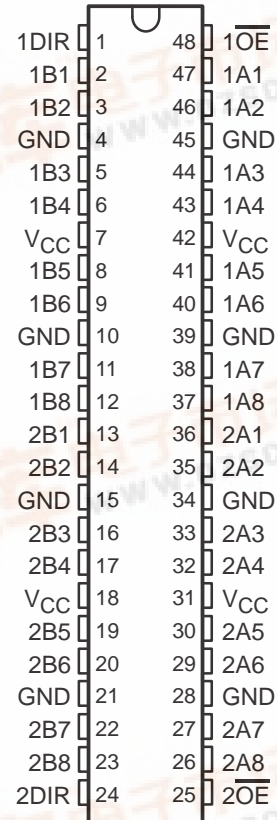 1DIR 1 48 1O̅E̅
1B1 2 47 1A1
1B2 3 46 1A2
GND 4 45 GND
1B3 5 44 1A3
1B4 6 43 1A4
VCC 7 42 VCC
1B5 8 41 1A5
1B6 9 40 1A6
GND 10 39 GND
1B7 11 38 1A7
1B8 12 37 1A8
2B1 13 36 2A1
2B2 14 35 2A2
GND 15 34 GND
2B3 16 33 2A3
2B4 17 32 2A4
VCC 18 31 VCC
2B5 19 30 2A5
2B6 20 29 2A6
GND 21 28 GND
2B7 22 27 2A7
2B8 23 26 2A8
2DIR 24 25 2O̅E̅